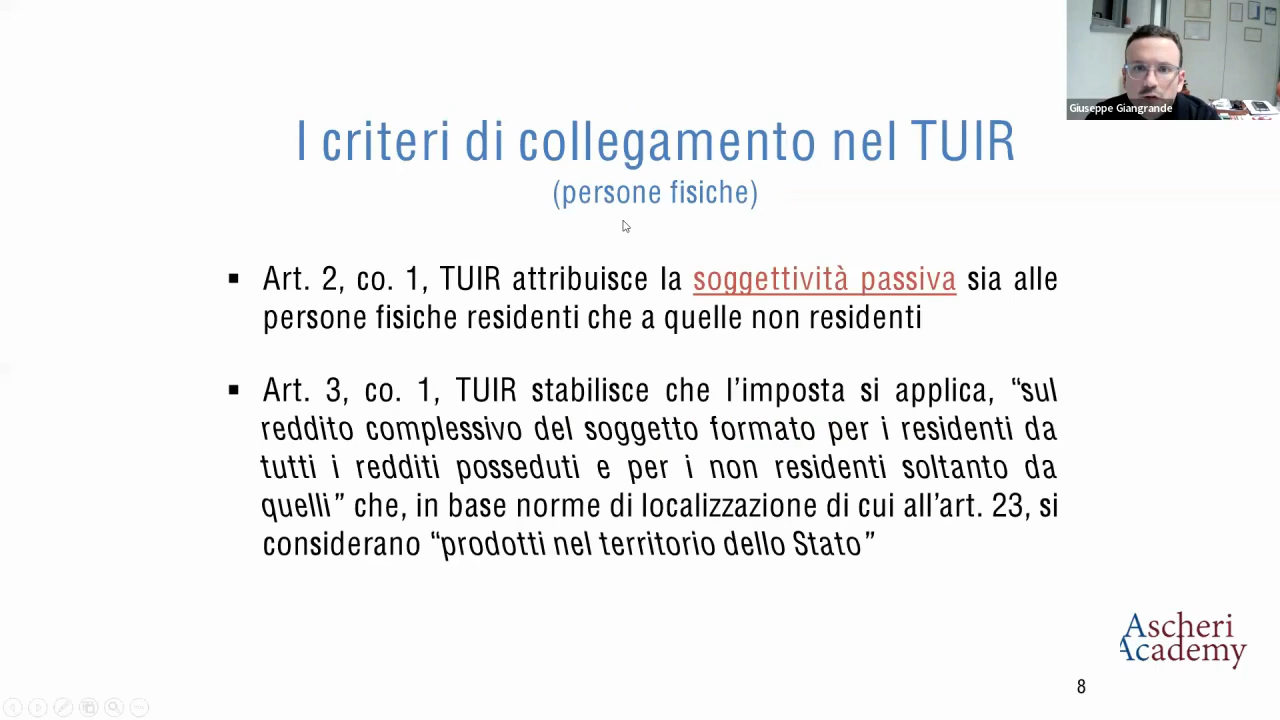 Giuseppe Giangrande
I criteri di collegamento nel TUIR
(persone fisiche)
▪ Art. 2, co. 1, TUIR attribuisce la soggettività passiva sia alle
persone fisiche residenti che a quelle non residenti
▪ Art. 3, co. 1, TUIR stabilisce che l’imposta si applica, “sul
reddito complessivo del soggetto formato per i residenti da
tutti i redditi posseduti e per i non residenti soltanto da
quelli” che, in base norme di localizzazione di cui all’art. 23, si
considerano “prodotti nel territorio dello Stato”
Ascheri
Academy
8